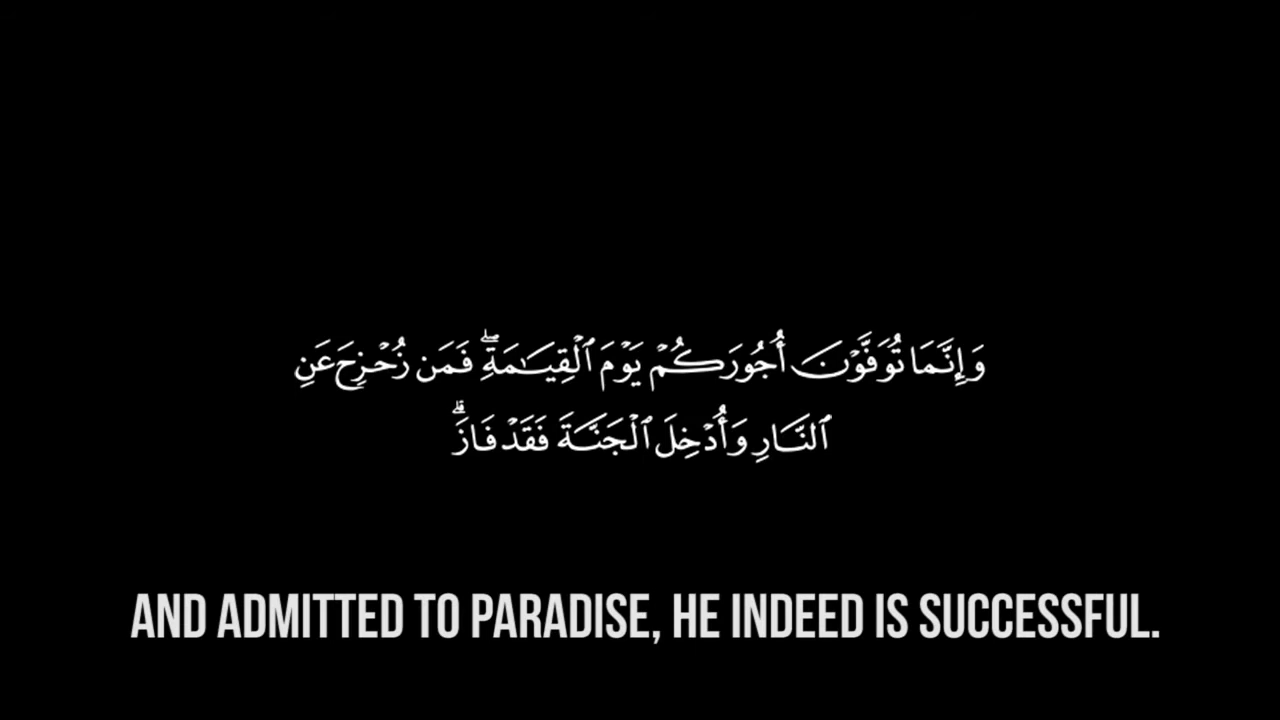 وَإِنَّمَا تُوَفَّوْنَ أُجُورَكُمْ يَوْمَ ٱلْقِيَـٰمَةِ ۖ فَمَن زُحْزِحَ عَنِ
ٱلنَّارِ وَأُدْخِلَ ٱلْجَنَّةَ فَقَدْ فَازَ ۗ
AND ADMITTED TO PARADISE, HE INDEED IS SUCCESSFUL.